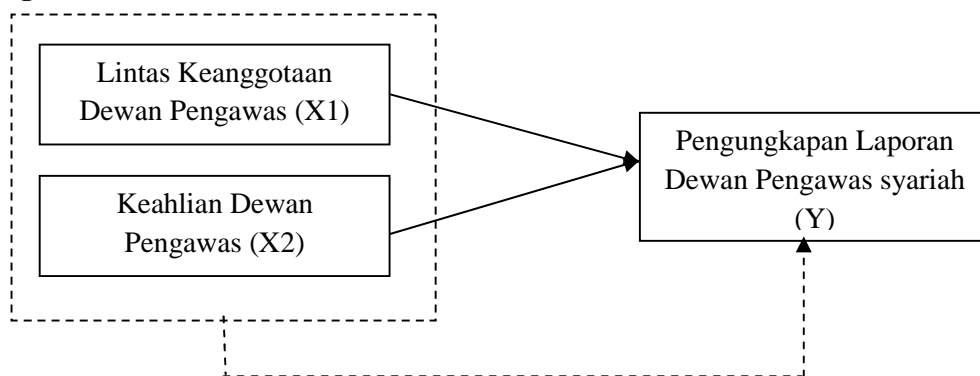 Lintas Keanggotaan
Dewan Pengawas (X1)
Keahlian Dewan
Pengawas (X2)
Pengungkapan Laporan
Dewan Pengawas syariah
(Y)